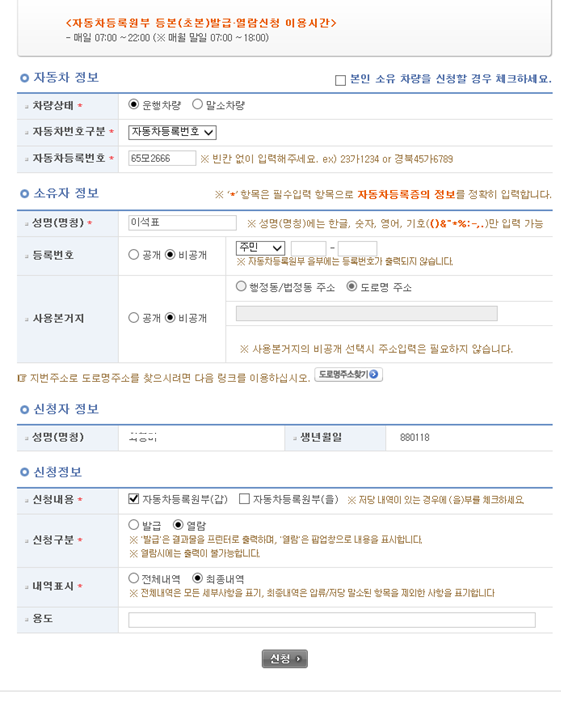 <자동차등록원부 등본(초본)발급·열람신청 이용시간>
- 매일 07:00 ~ 22:00 (※ 매월 말일 07:00 ~ 18:00)
자동차 정보
본인 소유 차량을 신청할 경우 체크하세요.
차량상태 * 운행차량 말소차량
자동차번호구분 * 자동차등록번호
자동차등록번호 * 65모2666 ※ 빈칸 없이 입력해주세요. ex) 23가1234 or 경북45가6789
소유자 정보
※ '*' 항목은 필수입력 항목으로 자동차등록증의 정보를 정확히 입력합니다.
성명(명칭) * 이석표 ※ 성명(명칭)에는 한글, 숫자, 영어, 기호(()&"*%:-,.)만 입력 가능
등록번호 공개 비공개 주민 -
※ 자동차등록원부 을부에는 등록번호가 출력되지 않습니다.
행정동/법정동 주소 도로명 주소
사용본거지 공개 비공개
※ 사용본거지의 비공개 선택시 주소입력은 필요하지 않습니다.
☞ 지번주소로 도로명주소를 찾으시려면 다음 링크를 이용하십시오. 도로명주소찾기
신청자 정보
성명(명칭) 생년월일 880118
신청정보
신청내용 * 자동차등록원부(갑) 자동차등록원부(을) ※ 저당 내역이 있는 경우에 (을)부를 체크하세요.
발급 열람
신청구분 * ※ '발급'은 결과물을 프린터로 출력하며, '열람'은 팝업창으로 내용을 표시합니다.
※ 열람시에는 출력이 불가능합니다.
전체내역 최종내역
내역표시 * ※ 전체내역은 모든 세부사항을 표기, 최종내역은 압류/저당 말소된 항목을 제외한 사항을 표기합니다
용도
신청